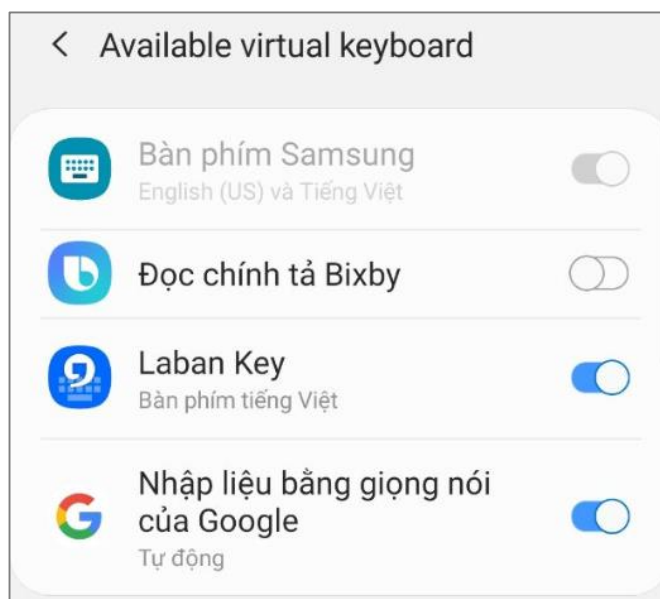 Available virtual keyboard
Bàn phím Samsung
English (US) và Tiếng Việt
Đọc chính tả Bixby
Laban Key
Bàn phím tiếng Việt
Nhập liệu bằng giọng nói
của Google
Tự động